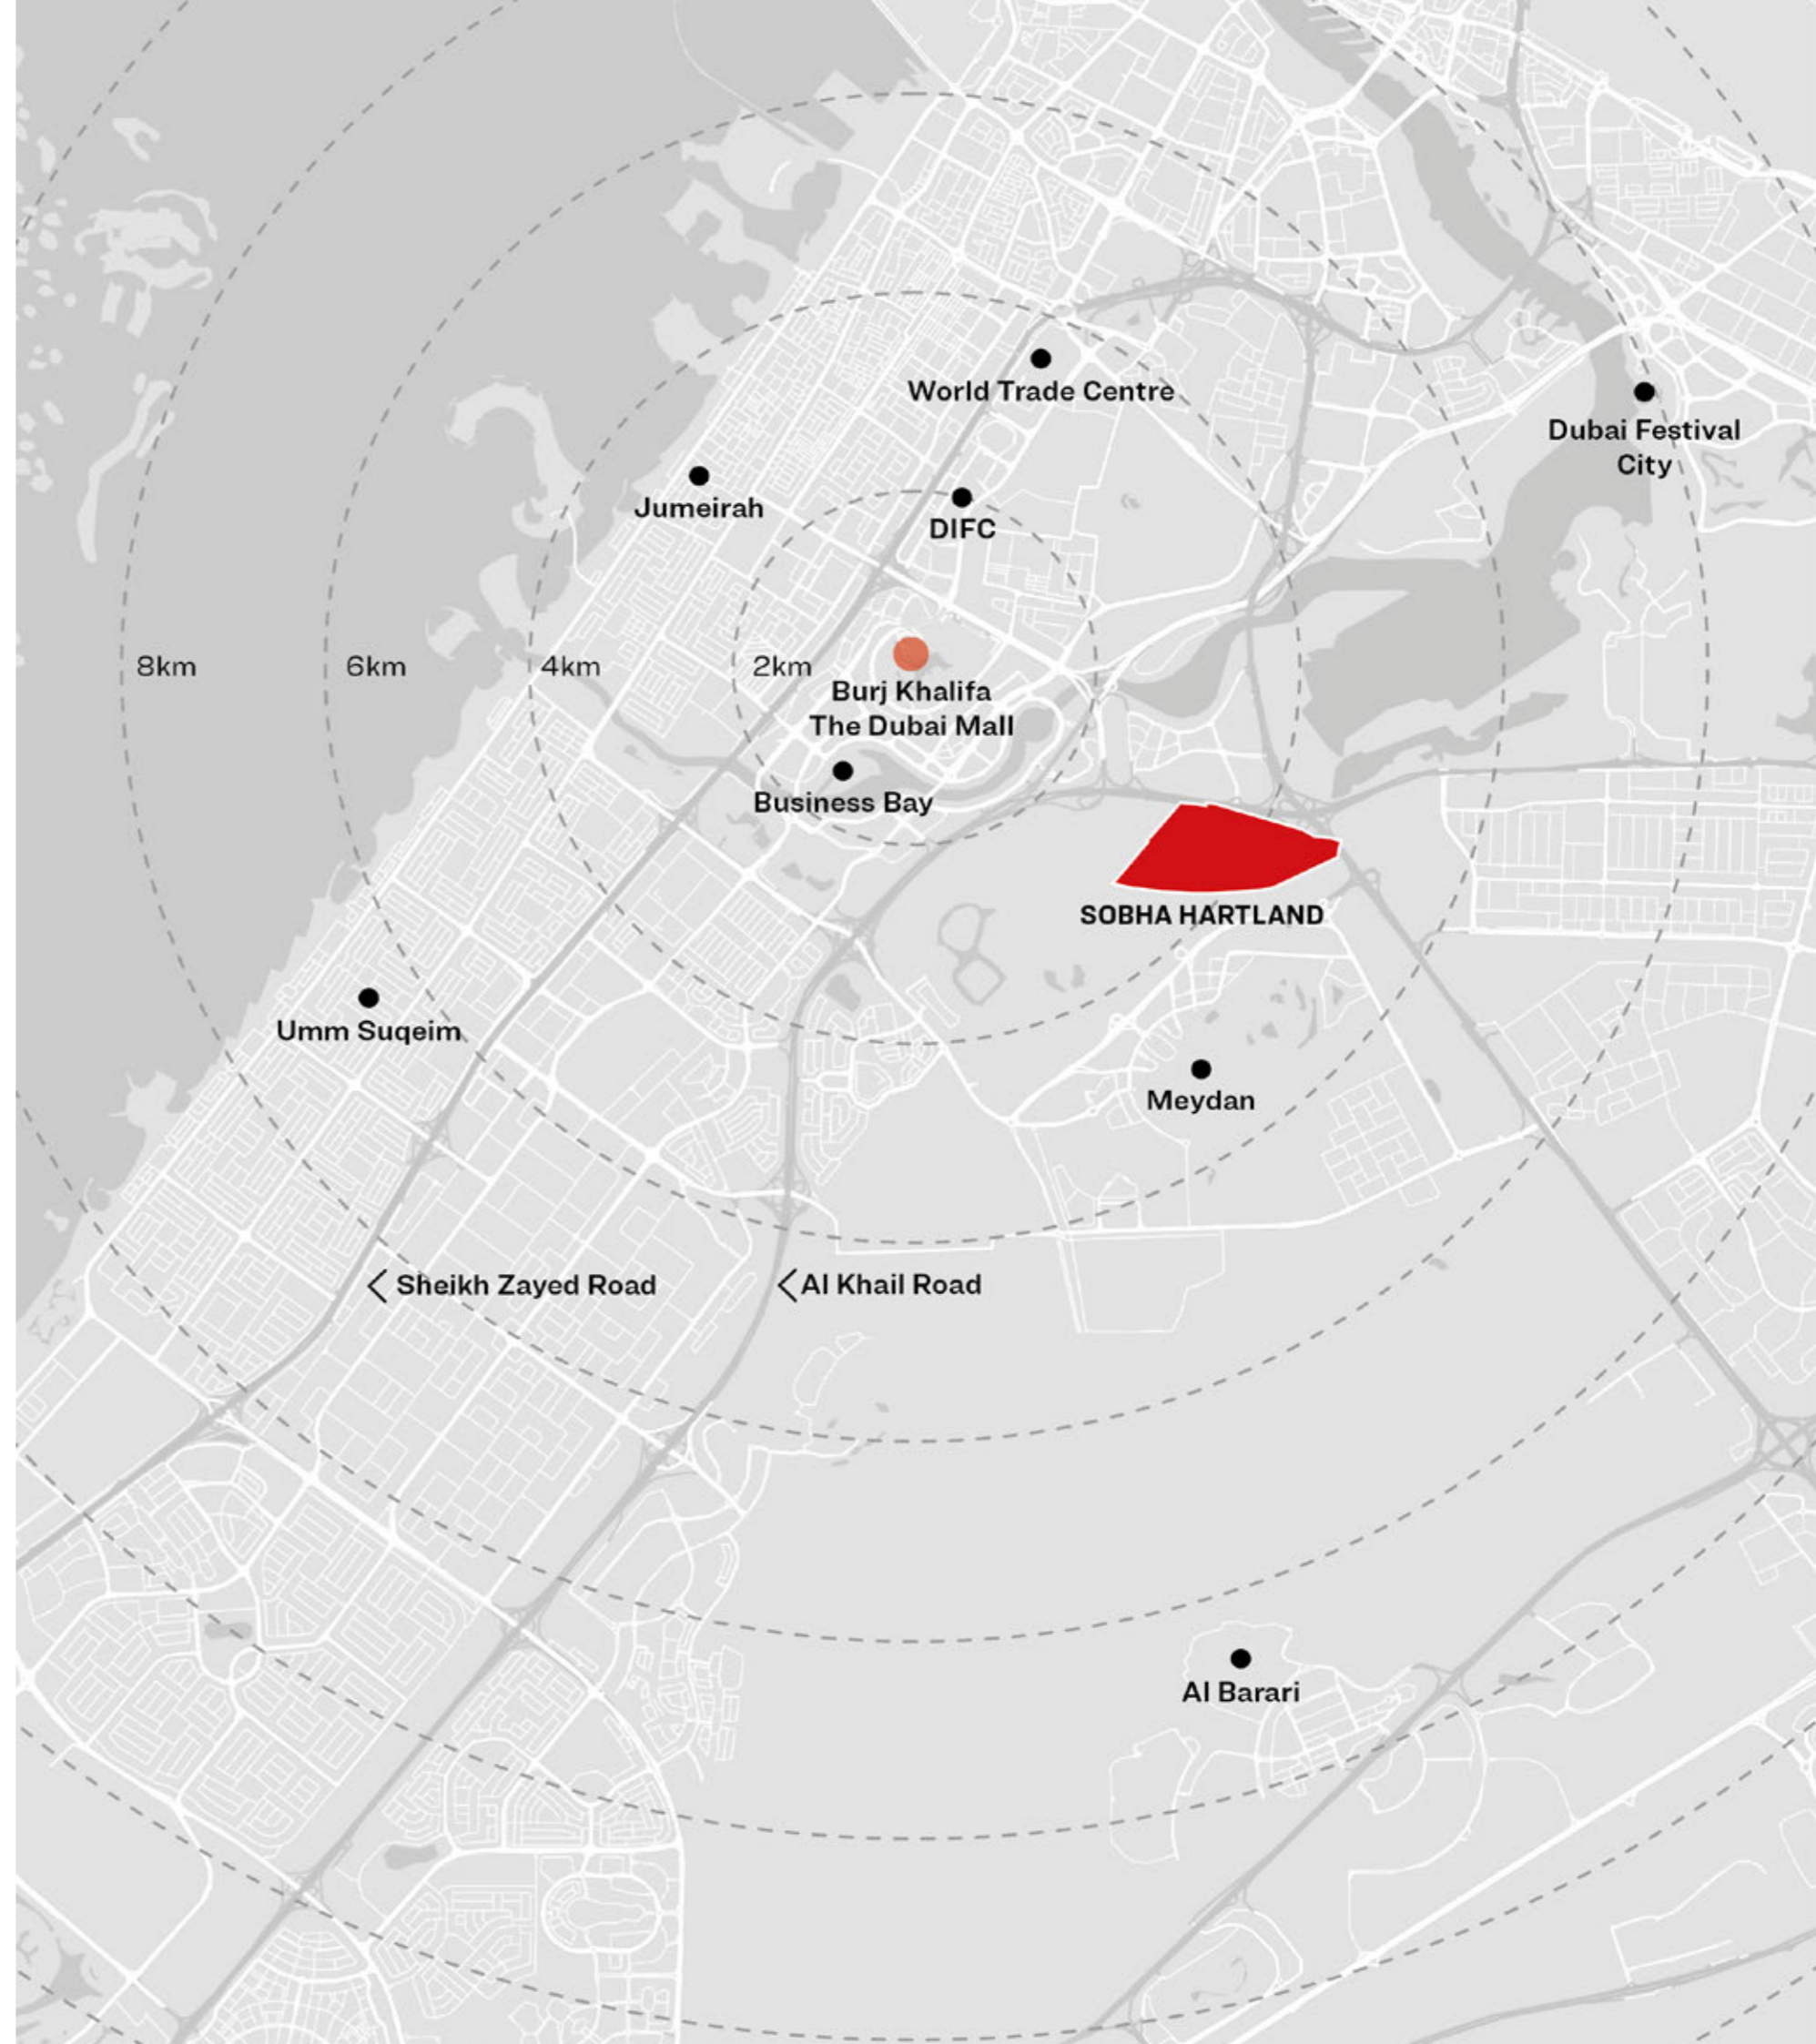 World Trade Centre
Dubai Festival
City
Jumeirah
DIFC
8km
6km
4km
2km
Burj Khalifa
The Dubai Mall
Business Bay
SOBHA HARTLAND
Umm Suqeim
Meydan
Sheikh Zayed Road
Al Khail Road
Al Barari